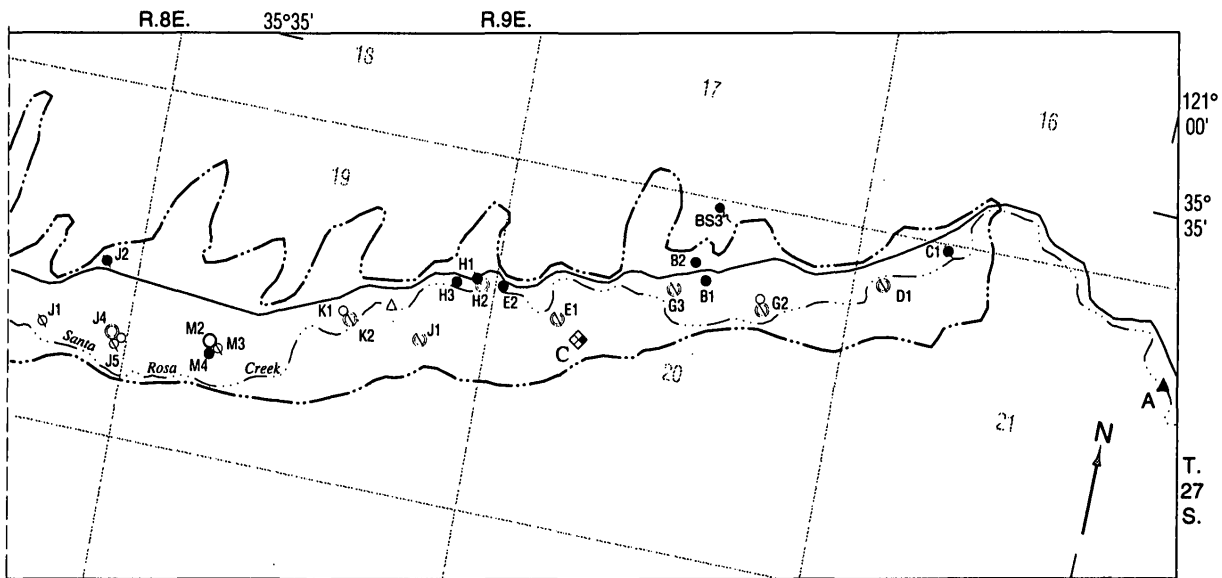 R.8E. 35°35' R.9E.
18
17
16
121°
00'
19
35°
35'
BS3
J2
B2
C1
H1
H3
H2
E2
B1
G3
D1
K1
G2
J1
J4
K2
E1
M2
J1
Santa
J5
M3
C
M4
Rosa
Creek
20
A
21
N
T.
27
S.